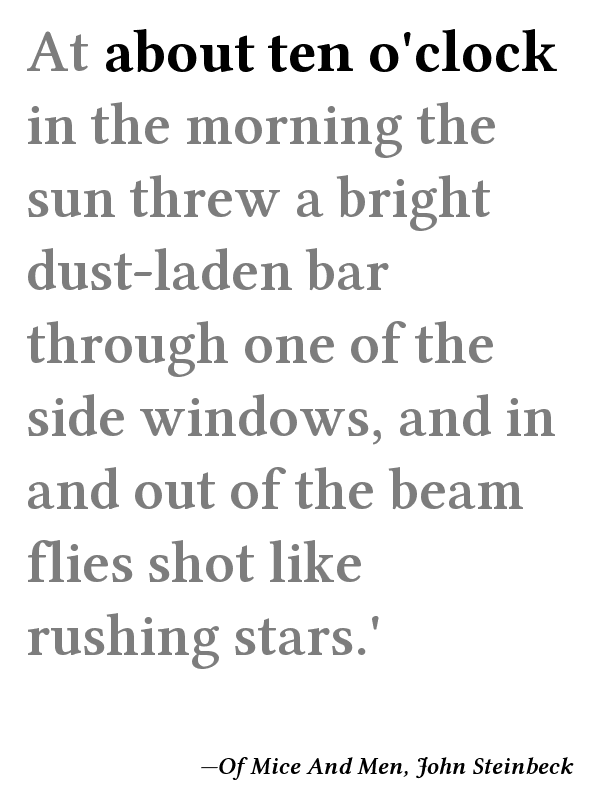 At about ten o'clock
in the morning the
sun threw a bright
dust-laden bar
through one of the
side windows, and in
and out of the beam
flies shot like
rushing stars.'
—Of Mice And Men, John Steinbeck